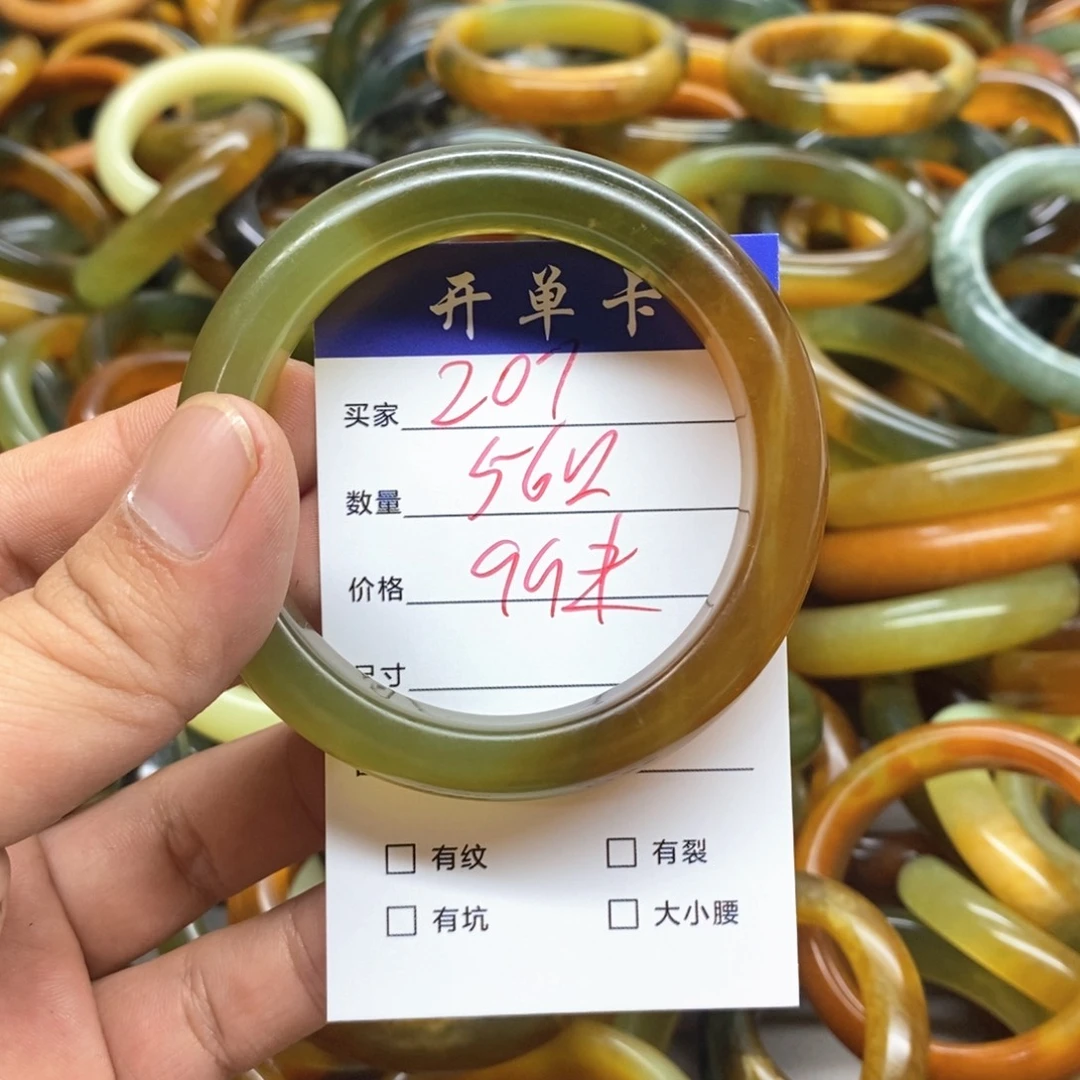 开单卡
买家 207
数量
价格 99
寸
有纹 有裂
有坑 大小腰